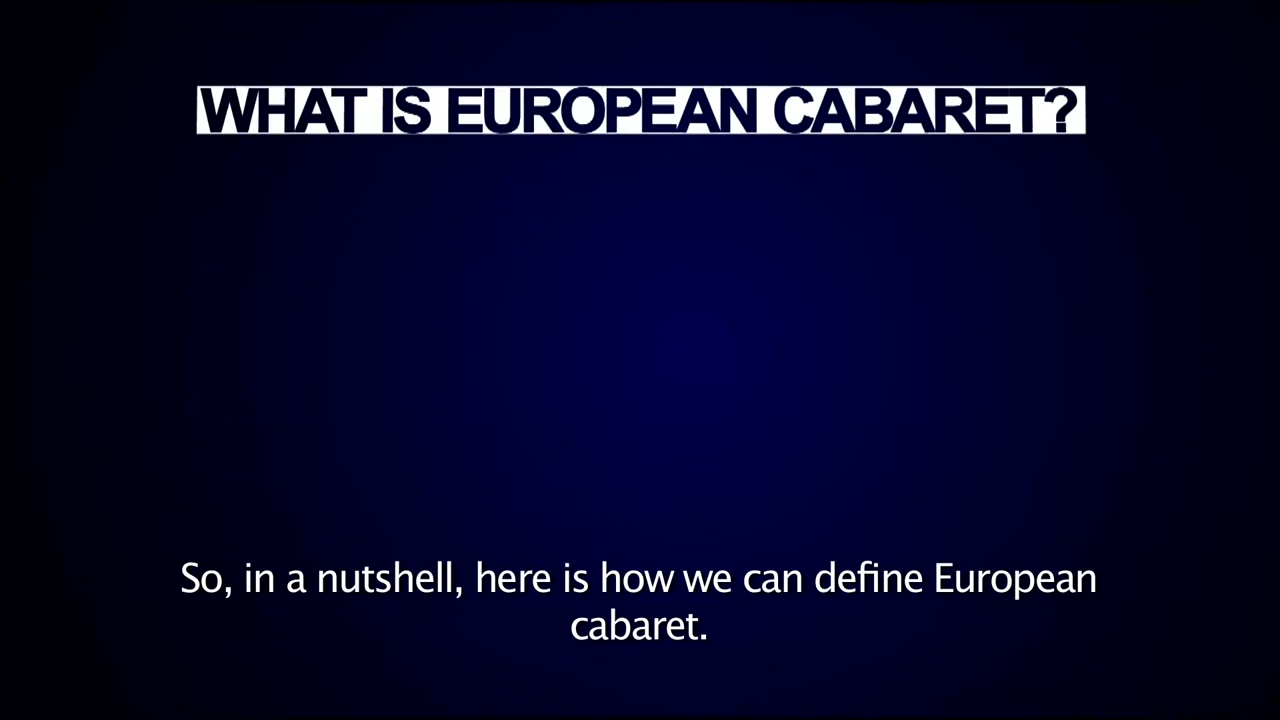 WHAT IS EUROPEAN CABARET?
So, in a nutshell, here is how we can define European
cabaret.